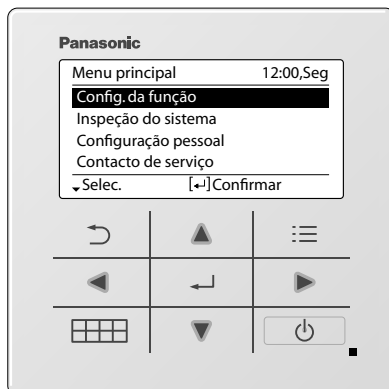 Panasonic
Menu principal 12:00,Seg
Config. da função
Inspeção do sistema
Configuração pessoal
Contacto de serviço
Selec. [↵]Confirmar